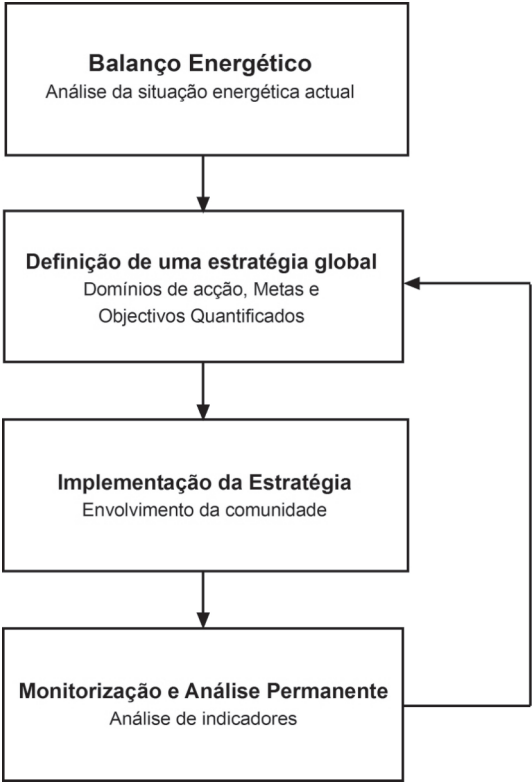 Balanço Energético
Análise da situação energética actual
Definição de uma estratégia global
Domínios de acção, Metas e
Objectivos Quantificados
Implementação da Estratégia
Envolvimento da comunidade
Monitorização e Análise Permanente
Análise de indicadores